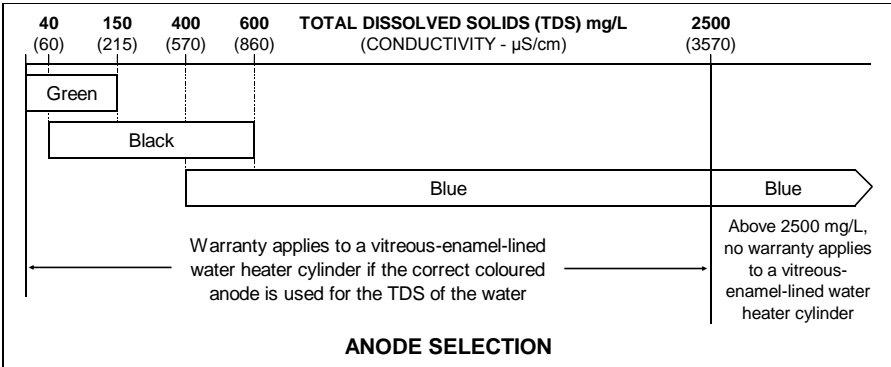 40 150 400 600 TOTAL DISSOLVED SOLIDS (TDS) mg/L 2500
(60) (215) (570) (860) (CONDUCTIVITY - µS/cm) (3570)
Green
Black
Blue Blue
Warranty applies to a vitreous-enamel-lined
water heater cylinder if the correct coloured
anode is used for the TDS of the water
Above 2500 mg/L,
no warranty applies
to a vitreous-
enamel-lined water
heater cylinder
ANODE SELECTION